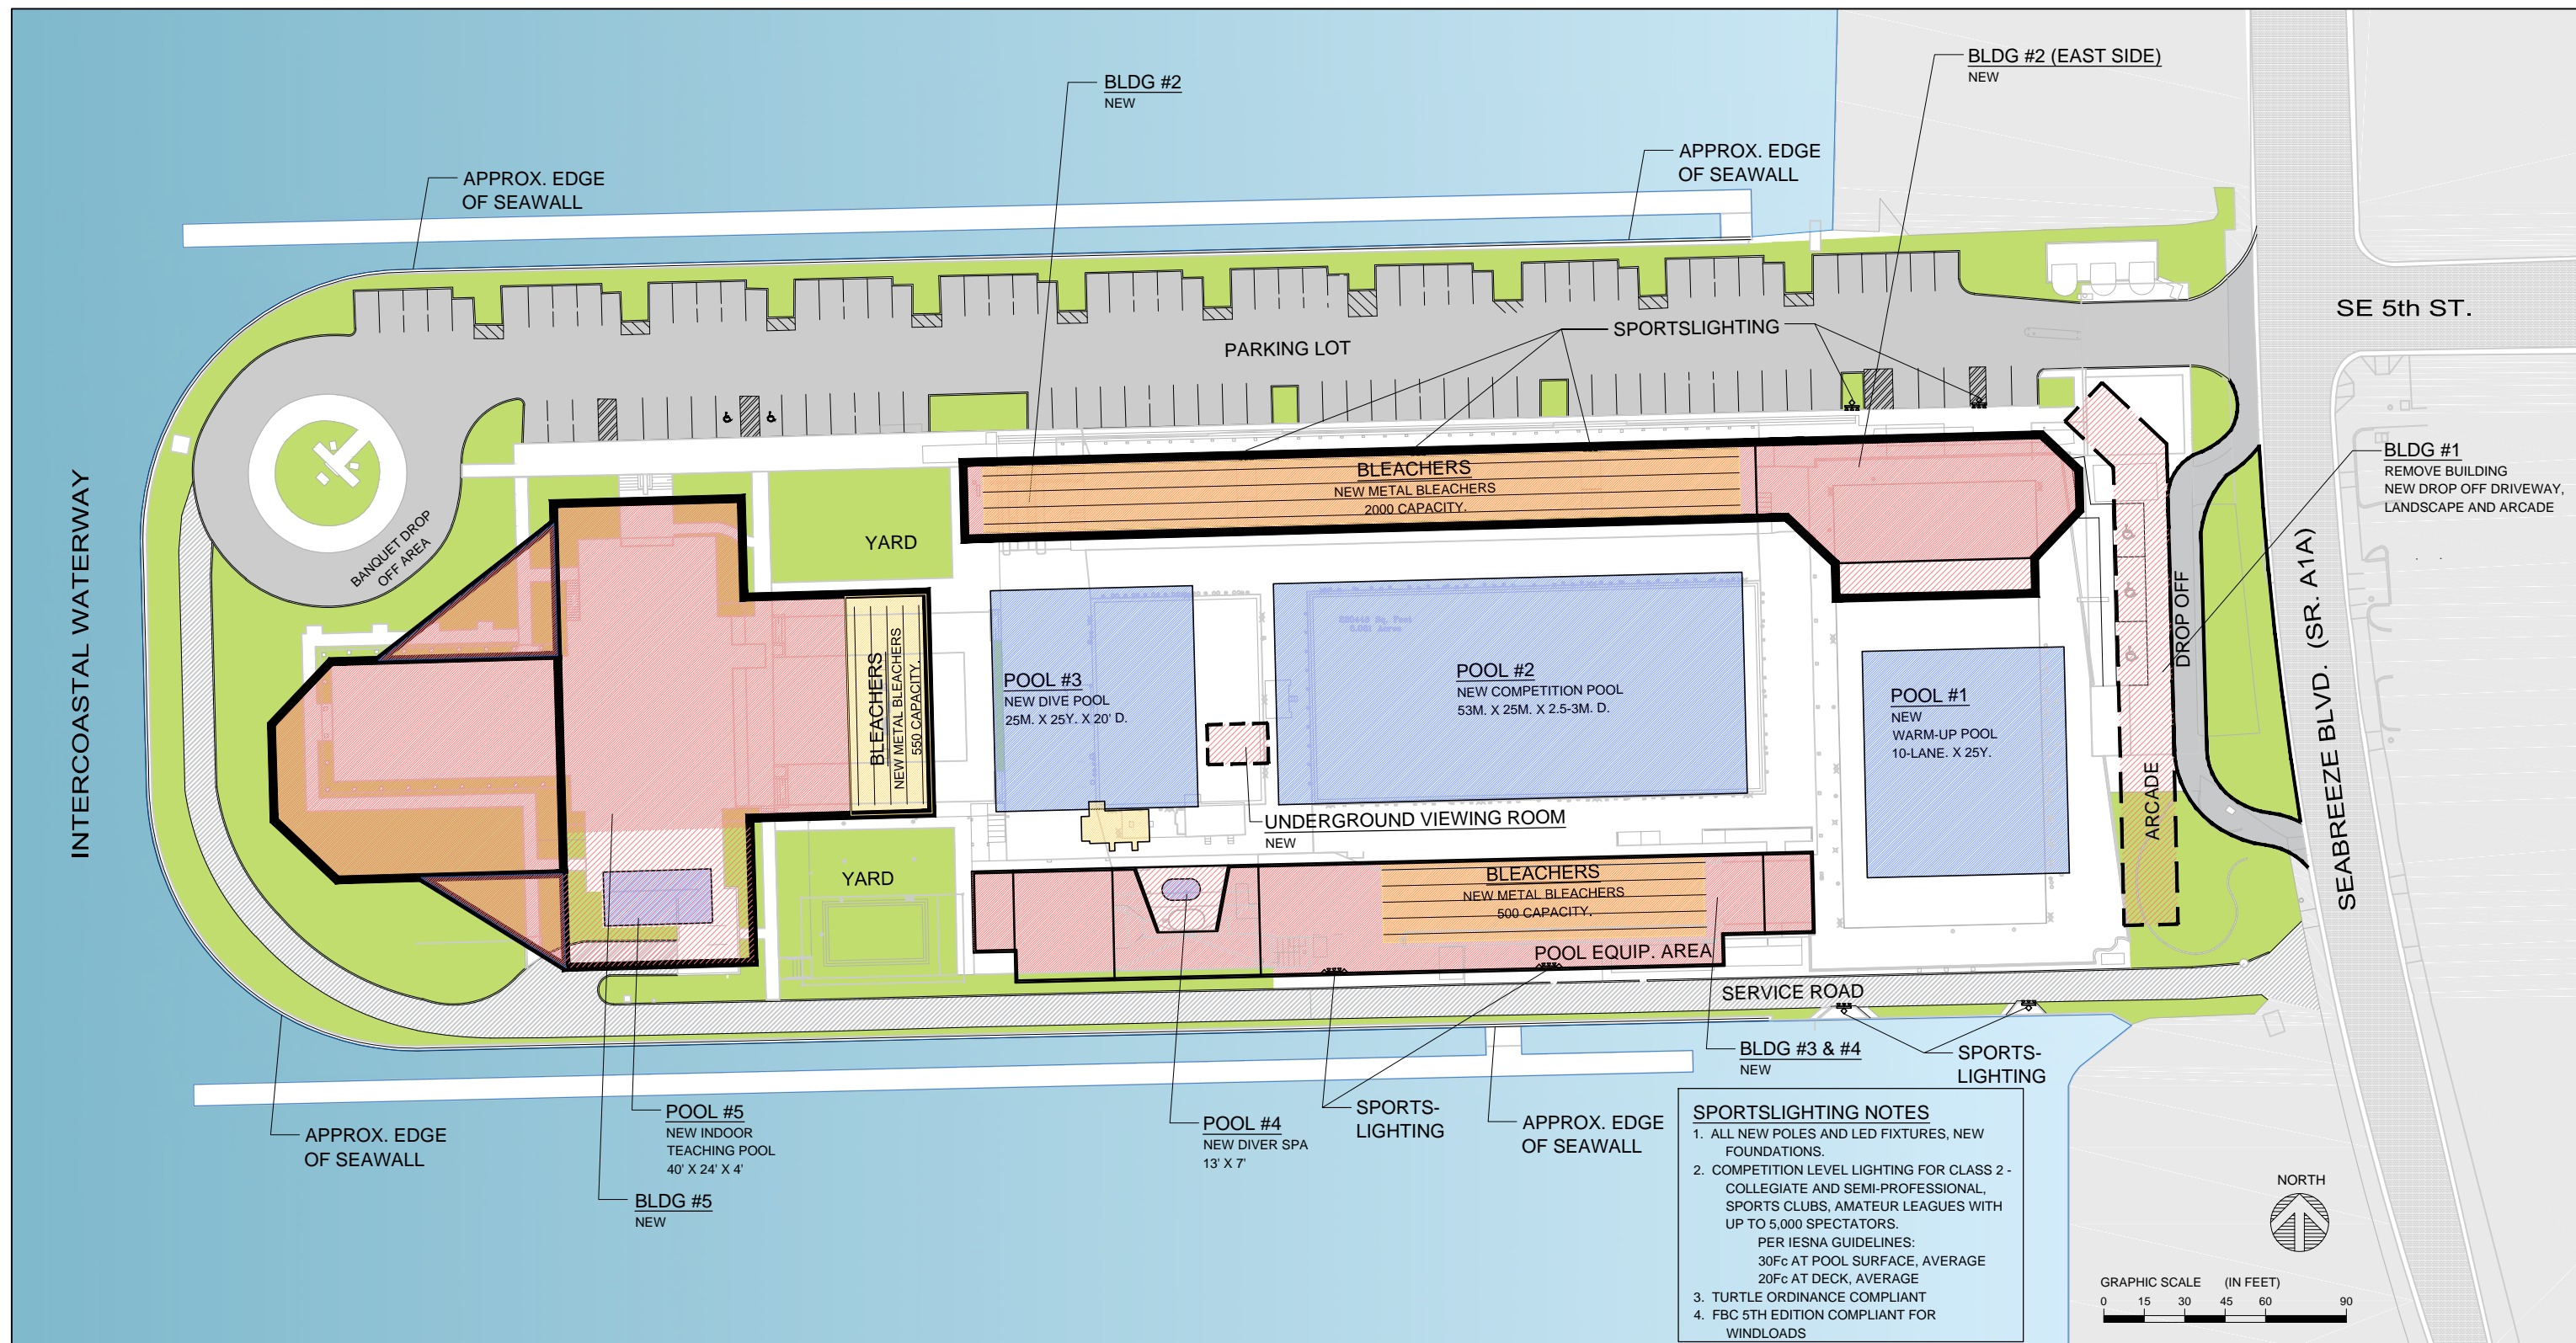 BLDG #2
NEW
BLDG #2 (EAST SIDE)
NEW
APPROX. EDGE
OF SEAWALL
APPROX. EDGE
OF SEAWALL
SE 5th ST.
SPORTSLIGHTING
PARKING LOT
BLDG #1
REMOVE BUILDING
NEW DROP OFF DRIVEWAY,
LANDSCAPE AND ARCADE
BLEACHERS
NEW METAL BLEACHERS
2000 CAPACITY.
INTERCOASTAL WATERWAY
BANQUET DROP
OFF AREA
YARD
BLEACHERS
NEW METAL BLEACHERS
550 CAPACITY.
POOL #3
NEW DIVE POOL
25M. X 25Y. X 20' D.
220449 Sq. Feet
5.061 Acres
POOL #2
NEW COMPETITION POOL
53M. X 25M. X 2.5-3M. D.
POOL #1
NEW
WARM-UP POOL
10-LANE. X 25Y.
DROP OFF
ARCADE
SEABREEZE BLVD. (SR. A1A)
UNDERGROUND VIEWING ROOM
NEW
YARD
BLEACHERS
NEW METAL BLEACHERS
500 CAPACITY.
POOL EQUIP. AREA
SERVICE ROAD
BLDG #3 & #4
NEW
SPORTS-
LIGHTING
POOL #5
NEW INDOOR
TEACHING POOL
40' X 24' X 4'
BLDG #5
NEW
POOL #4
NEW DIVER SPA
13' X 7'
SPORTS-
LIGHTING
APPROX. EDGE
OF SEAWALL
APPROX. EDGE
OF SEAWALL
SPORTSLIGHTING NOTES
1. ALL NEW POLES AND LED FIXTURES, NEW
FOUNDATIONS.
2. COMPETITION LEVEL LIGHTING FOR CLASS 2 -
COLLEGIATE AND SEMI-PROFESSIONAL,
SPORTS CLUBS, AMATEUR LEAGUES WITH
UP TO 5,000 SPECTATORS.
PER IESNA GUIDELINES:
30Fc AT POOL SURFACE, AVERAGE
20Fc AT DECK, AVERAGE
3. TURTLE ORDINANCE COMPLIANT
4. FBC 5TH EDITION COMPLIANT FOR
WINDLOADS
NORTH
GRAPHIC SCALE (IN FEET)
0 15 30 45 60 90